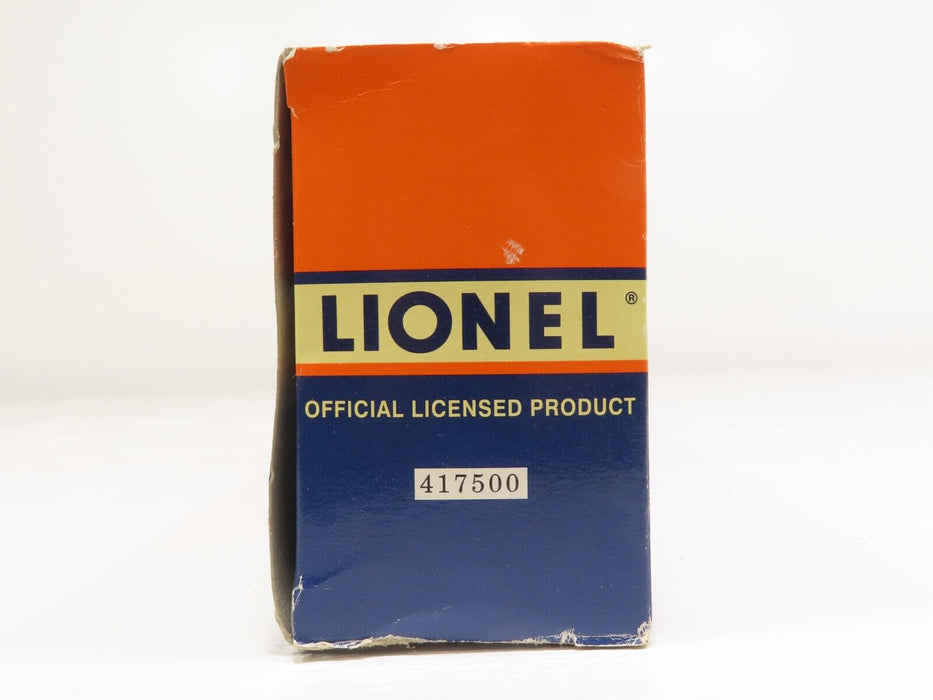 LIONEL®
OFFICIAL LICENSED PRODUCT
417500